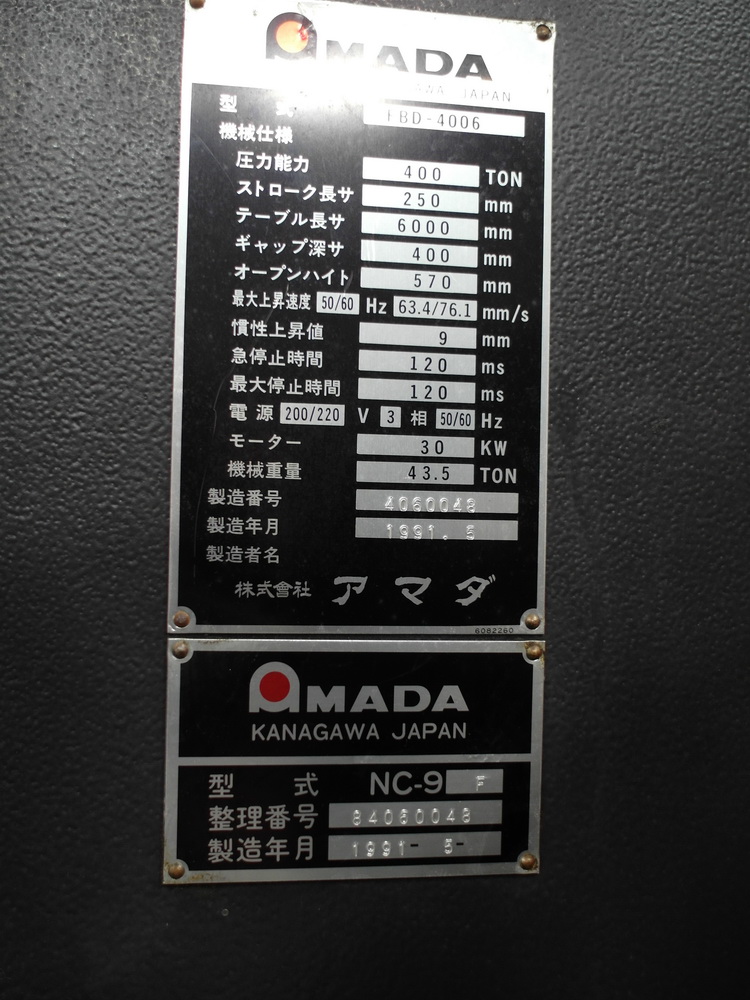 AMADA
KANAGAWA JAPAN
型 式 FBD-4006
機械仕様
圧力能力 400 TON
ストローク長サ 250 mm
テーブル長サ 6000 mm
ギャップ深サ 400 mm
オープンハイト 570 mm
最大上昇速度 50/60 Hz 63.4/76.1 mm/s
慣性上昇値 9 mm
急停止時間 120 ms
最大停止時間 120 ms
電源 200/220 V 3 相 50/60 Hz
モーター 30 KW
機械重量 43.5 TON
製造番号 4060048
製造年月 1991. 5
製造者名
株式會社 アマダ
6082260
AMADA
KANAGAWA JAPAN
型 式 NC-9 F
整理番号 84060048
製造年月 1991- 5-